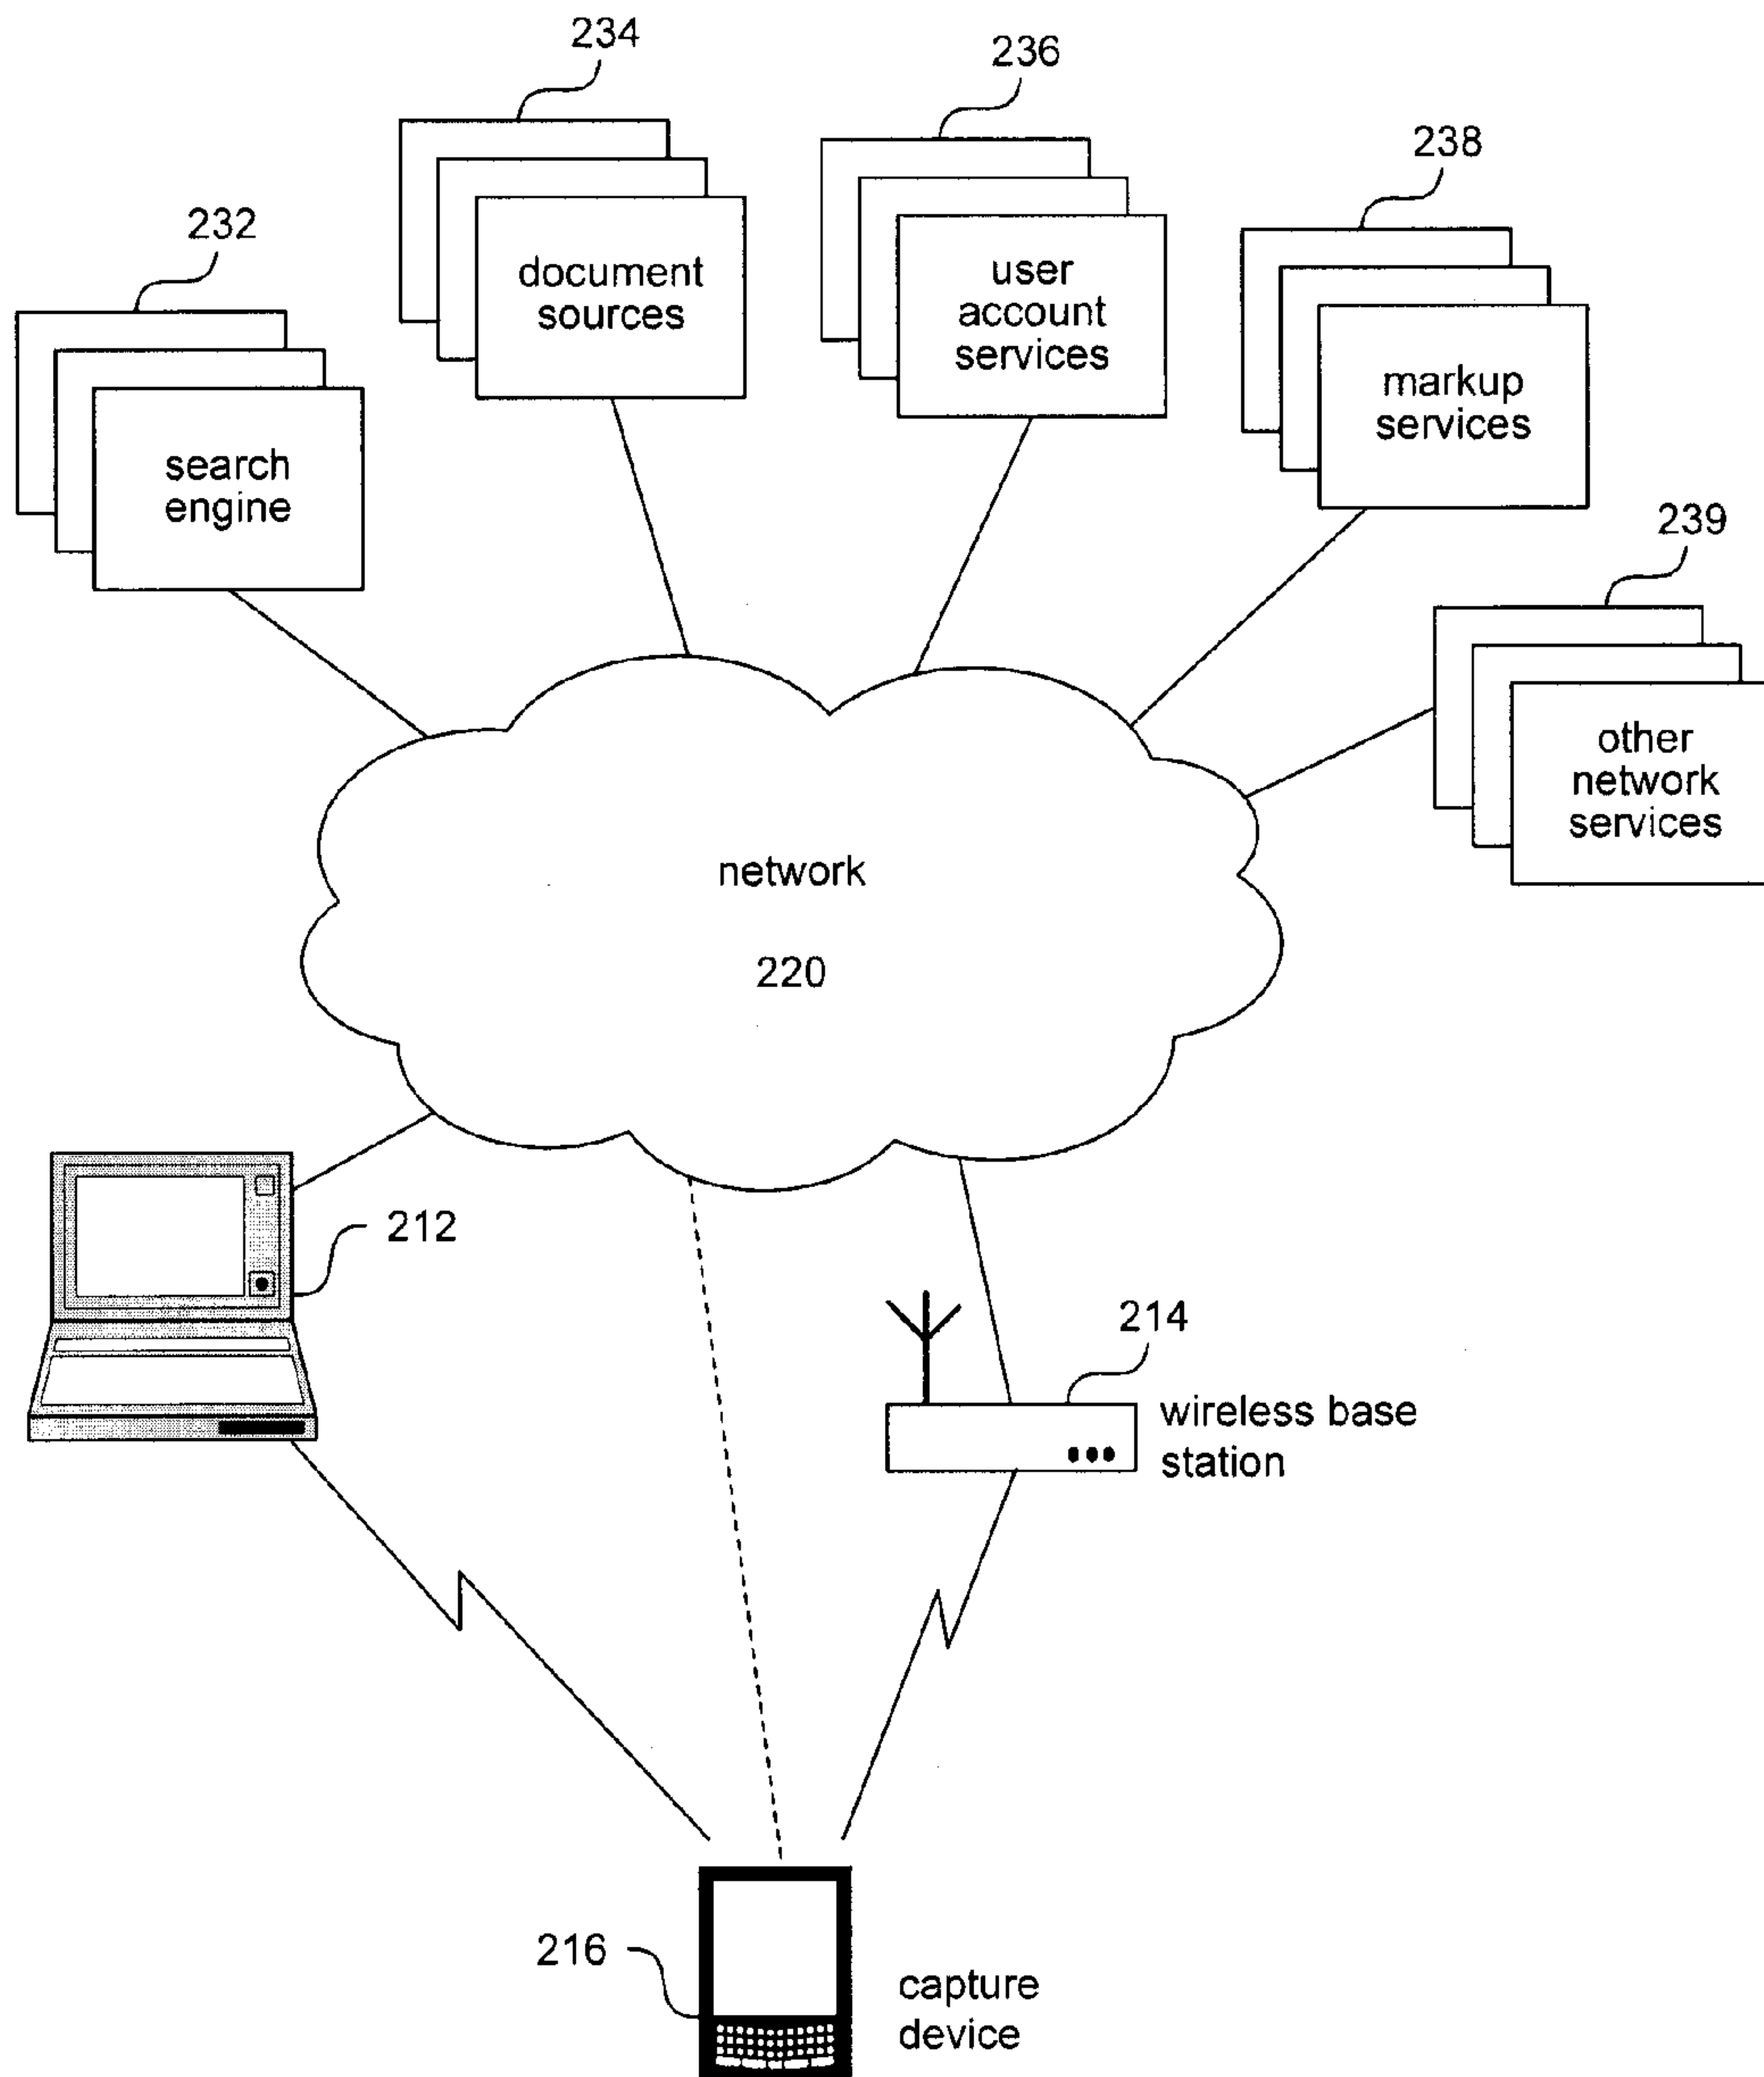 234
236
238
232
document
sources
user
account
services
markup
services
search
engine
239
other
network
services
network
220
212
214
wireless base
station
216
capture
device